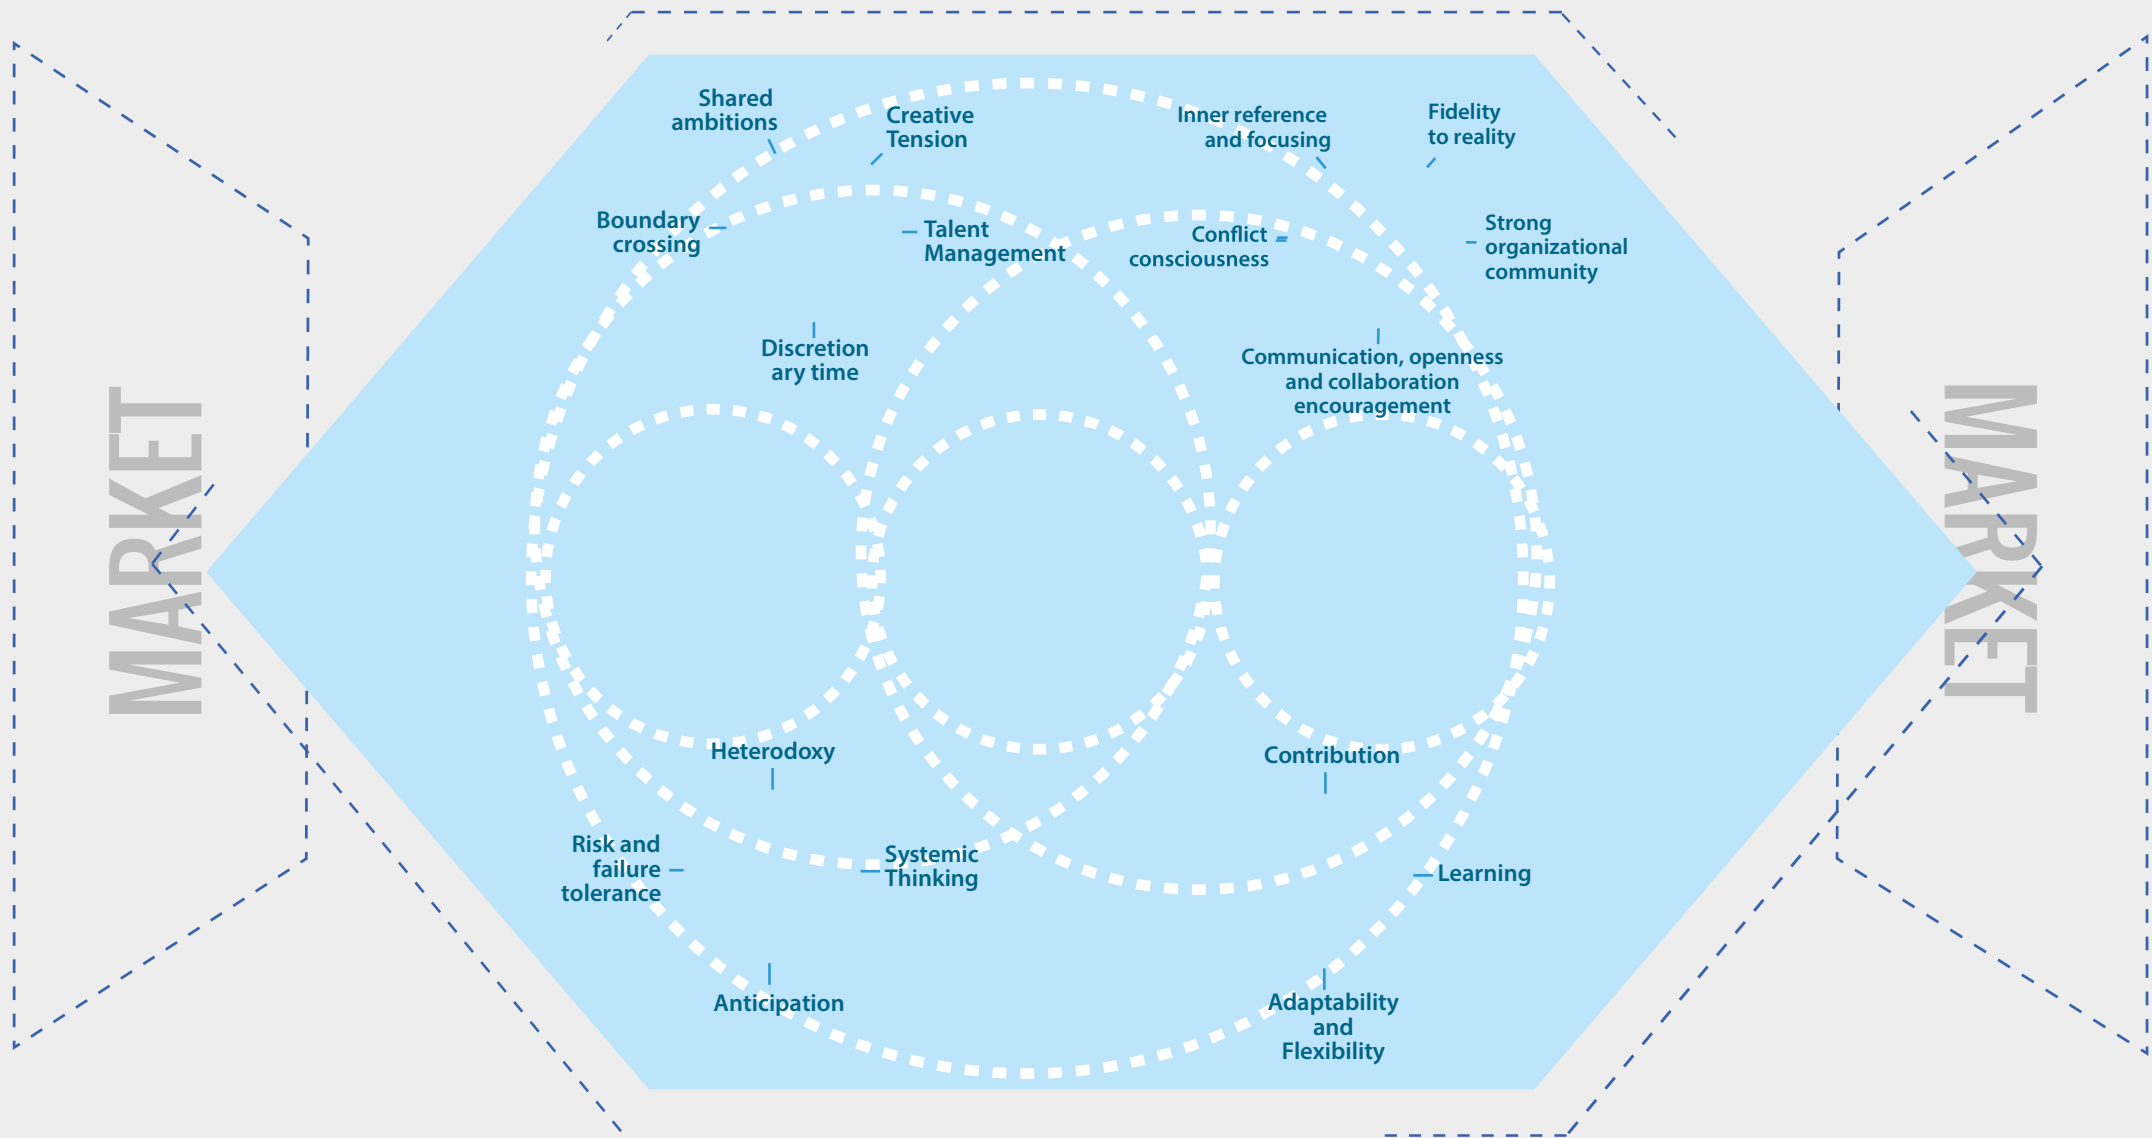 Shared
ambitions
Creative
Tension
Inner reference
and focusing
Fidelity
to reality
Boundary
crossing
Talent
Management
Conflict
consciousness
Strong
organizational
community
Discretion
ary time
Communication, openness
and collaboration
encouragement
MARKET
MARKET
Heterodoxy
Contribution
Risk and
failure
tolerance
Systemic
Thinking
Learning
Anticipation
Adaptability
and
Flexibility